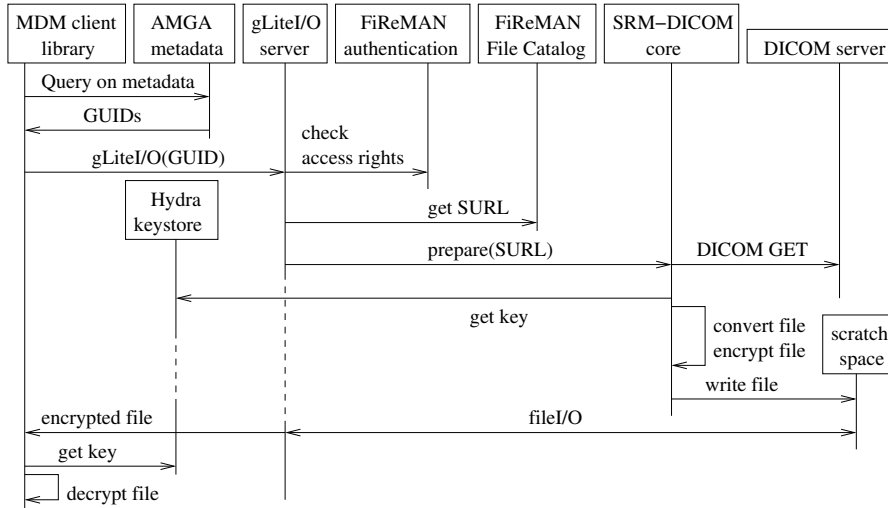 MDM client
library
AMGA
metadata
gLiteI/O
server
FiReMAN
authentication
FiReMAN
File Catalog
SRM−DICOM
core
DICOM server
Query on metadata
GUIDs
check
access rights
gLiteI/O(GUID)
Hydra
keystore
get SURL
prepare(SURL)
DICOM GET
get key
convert file
encrypt file
scratch
space
write file
encrypted file
fileI/O
get key
decrypt file